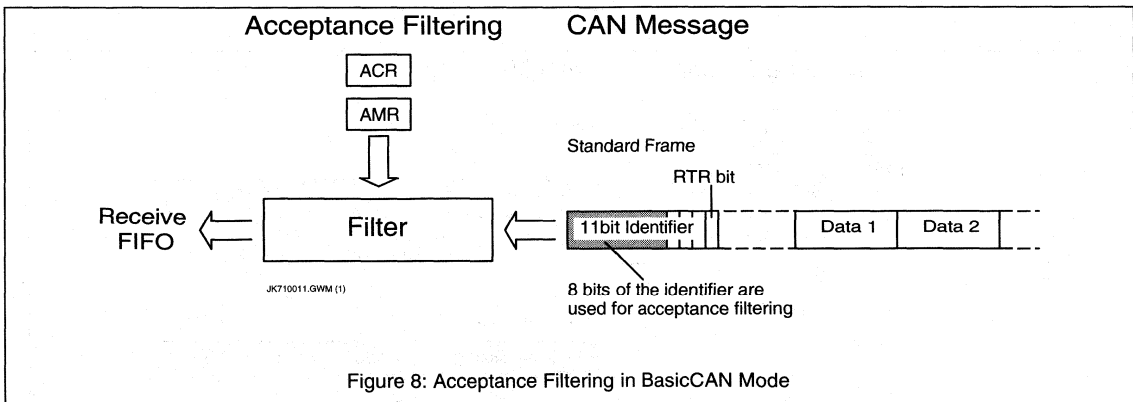 Acceptance Filtering
CAN Message
ACR
AMR
Standard Frame
RTR bit
Receive
FIFO
Filter
11bit Identifier
Data 1
Data 2
JK710011.GWM (1)
8 bits of the identifier are
used for acceptance filtering
Figure 8: Acceptance Filtering in BasicCAN Mode